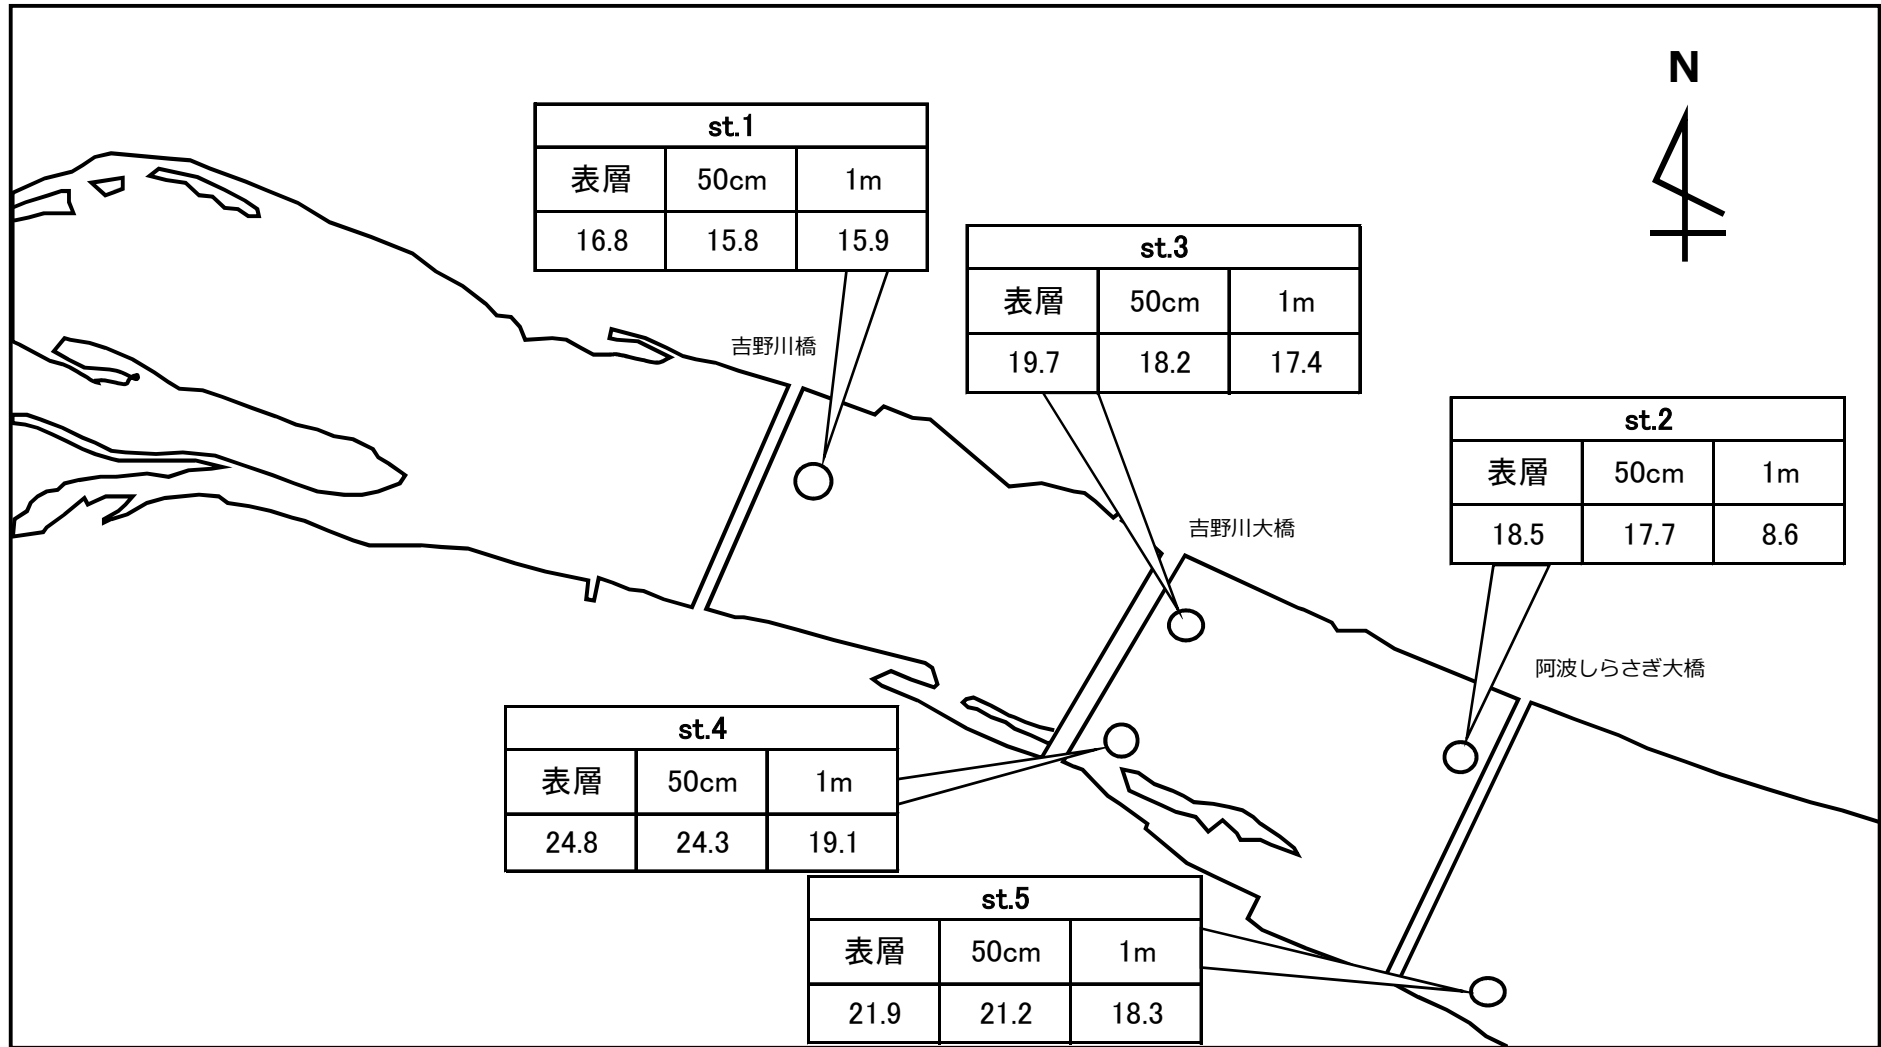 N
st.1
表層 50cm 1m
16.8 15.8 15.9
st.3
表層 50cm 1m
19.7 18.2 17.4
吉野川橋
st.2
表層 50cm 1m
18.5 17.7 8.6
吉野川大橋
阿波しらさぎ大橋
st.4
表層 50cm 1m
24.8 24.3 19.1
st.5
表層 50cm 1m
21.9 21.2 18.3